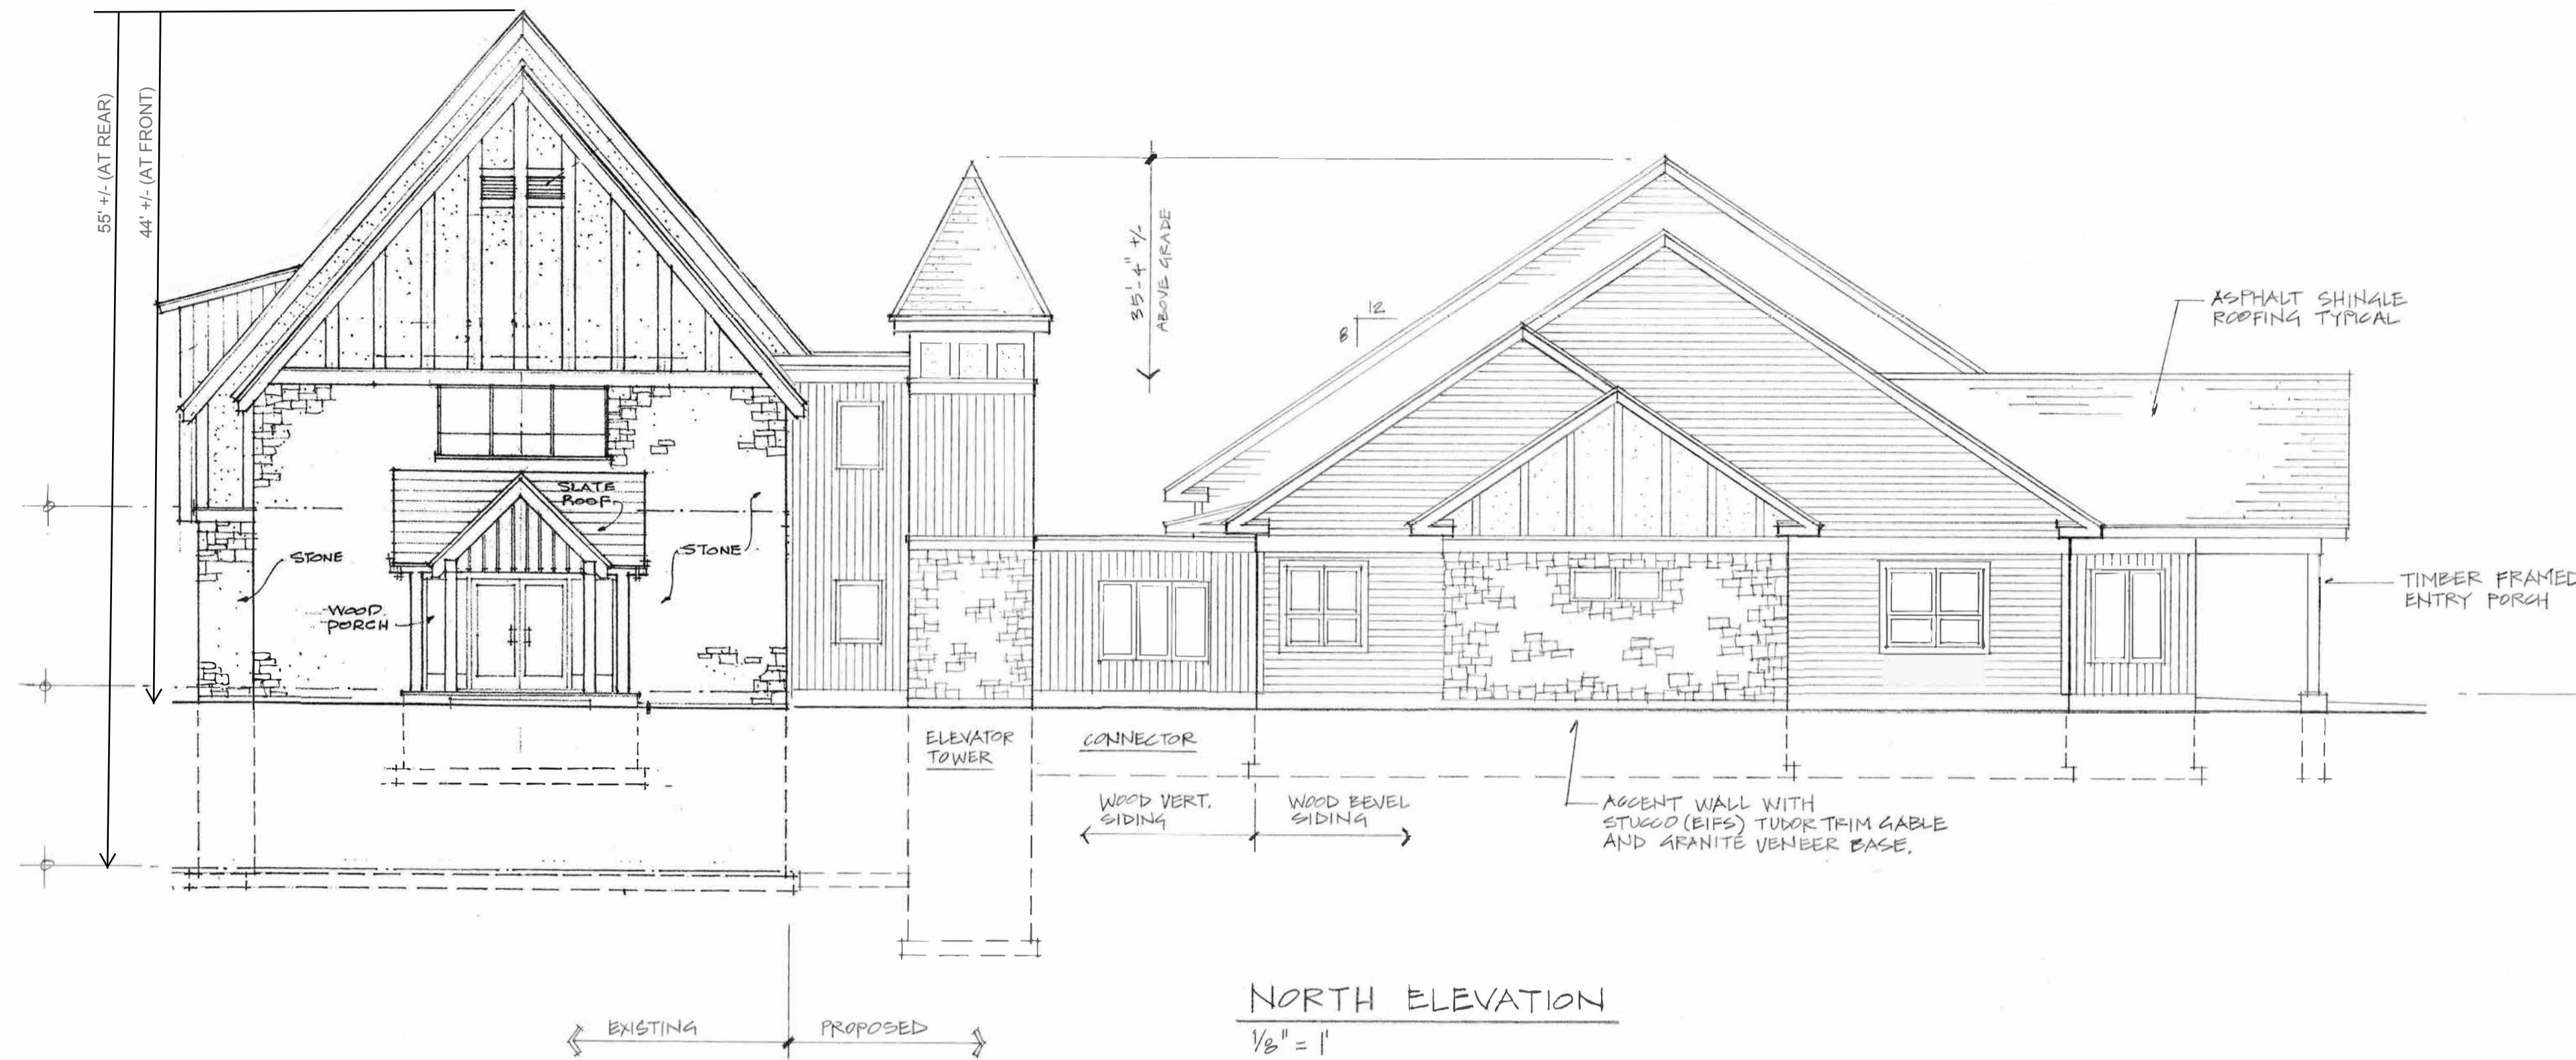 55' +/- (AT REAR)
44' +/- (AT FRONT)
35'-4" +/-
ABOVE GRADE
12
8
ASPHALT SHINGLE
ROOFING TYPICAL
SLATE
ROOF
STONE
STONE
WOOD
PORCH
TIMBER FRAMED
ENTRY PORCH
ELEVATOR
TOWER
CONNECTOR
WOOD VERT.
SIDING
WOOD BEVEL
SIDING
ACCENT WALL WITH
STUCCO (EIFS) TUDOR TRIM GABLE
AND GRANITE VENEER BASE.
EXISTING
PROPOSED
NORTH ELEVATION
1/8" = 1'